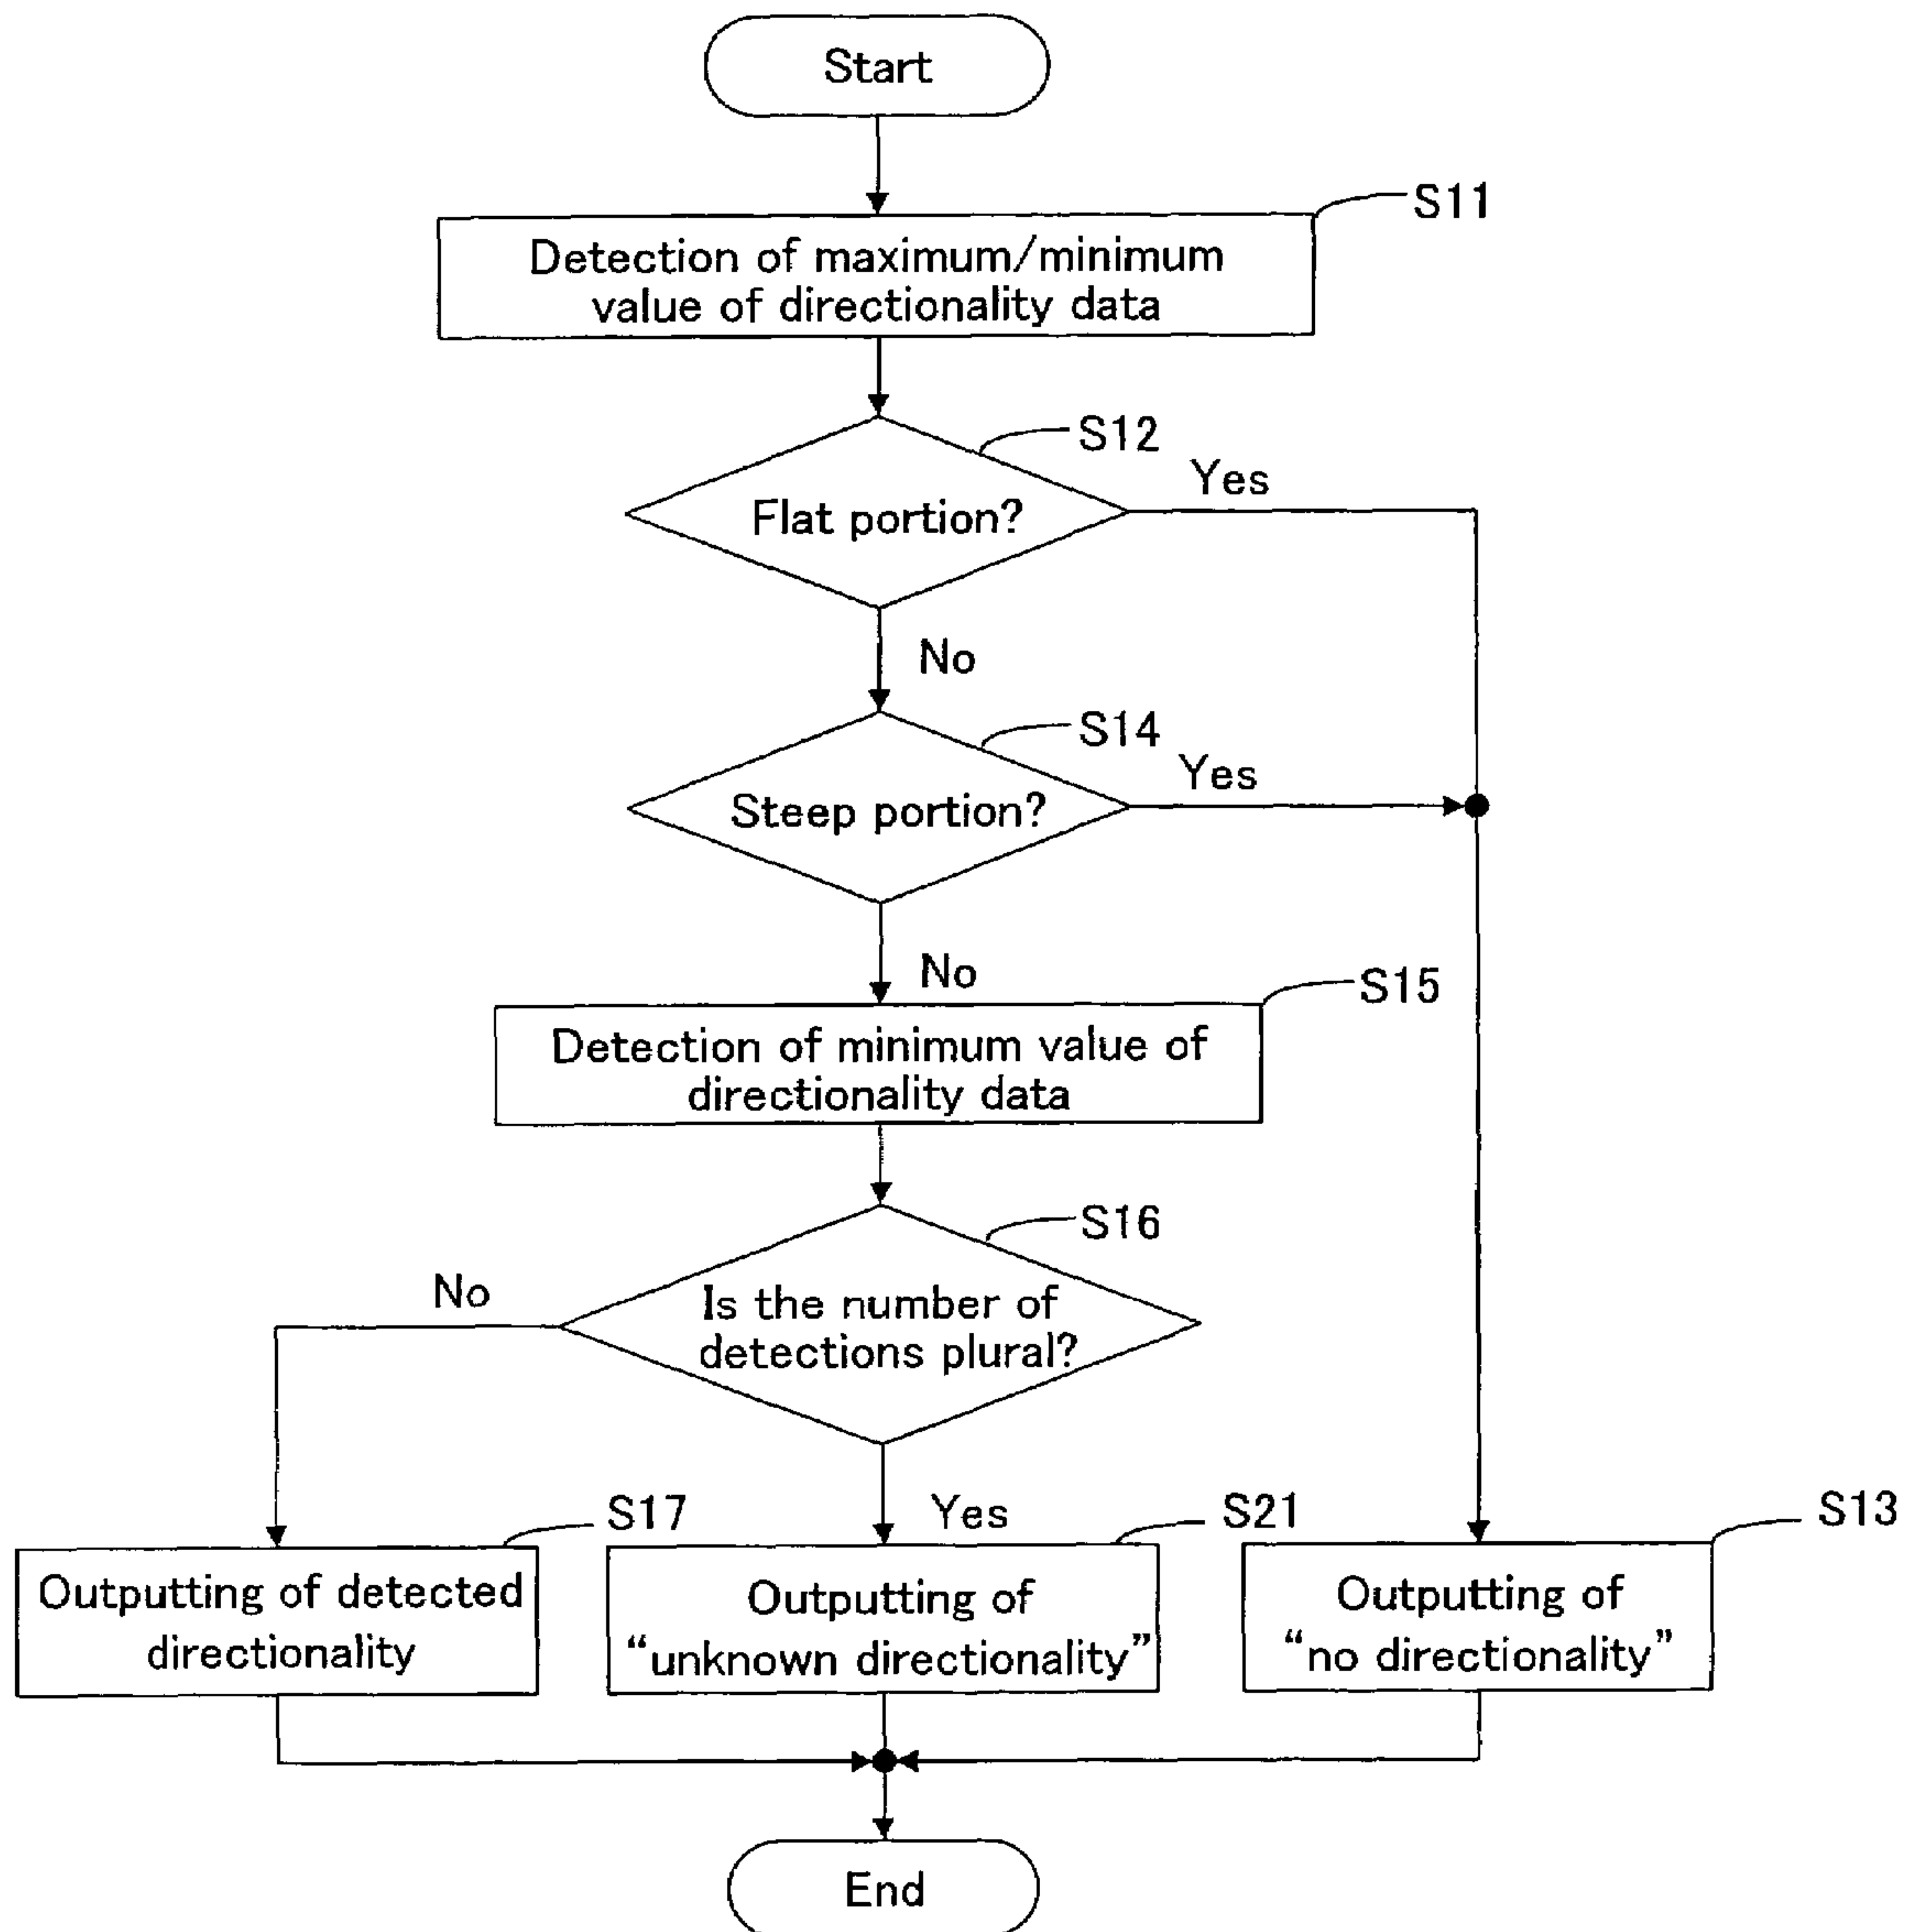 Start
S11
Detection of maximum/minimum
value of directionality data
S12
Yes
Flat portion?
No
S14
Yes
Steep portion?
No
S15
Detection of minimum value of
directionality data
S16
No
Is the number of
detections plural?
S17
Yes
S21
S13
Outputting of detected
directionality
Outputting of
“unknown directionality”
Outputting of
“no directionality”
End